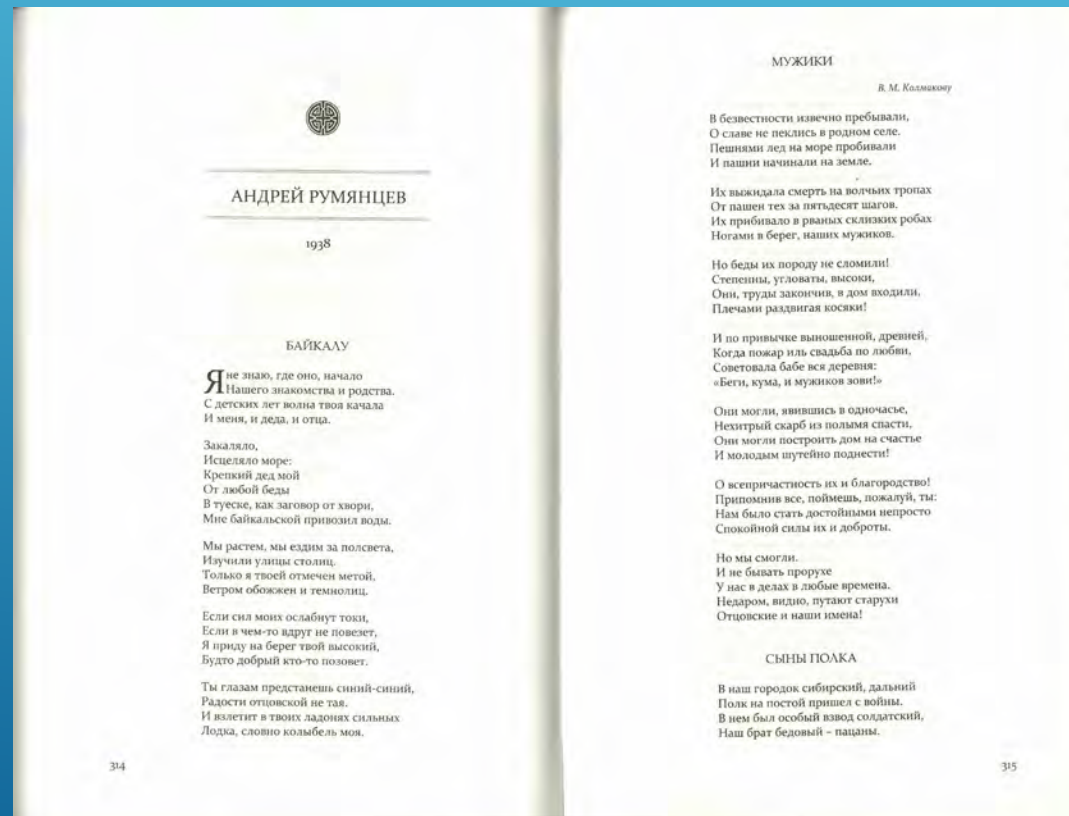 АНДРЕЙ РУМЯНЦЕВ
1938
БАЙКАЛУ
Я не знаю, где оно, начало
Нашего знакомства и родства.
С детских лет волна твоя качала
И меня, и деда, и отца.
Закаляло,
Исцеляло море:
Крепкий дед мой
От любой беды
В туеске, как заговор от хвори,
Мне байкальской привозил воды.
Мы растем, мы ездим за полсвета,
Изучили улицы столиц.
Только я твоей отмечен метой,
Ветром обожжен и темнолиц.
Если сил моих ослабнут токи,
Если в чем-то вдруг не повезет,
Я приду на берег твой высокий,
Будто добрый кто-то позовет.
Ты глазам предстанешь синий-синий,
Радости отцовской не тая.
И взлетит в твоих ладонях сильных
Лодка, словно колыбель моя.
314
МУЖИКИ
В. М. Колмакову
В безвестности извечно пребывали,
О славе не пеклись в родном селе.
Пешнями лед на море пробивали
И пашни начинали на земле.
Их выжидала смерть на волчьих тропах
От пашен тех за пятьдесят шагов.
Их прибивало в рваных склизких робах
Ногами в берег, наших мужиков.
Но беды их породу не сломили!
Степенны, угловаты, высоки,
Они, труды закончив, в дом входили,
Плечами раздвигая косяки!
И по привычке выношенной, древней,
Когда пожар иль свадьба по любви,
Советовала бабе вся деревня:
«Беги, кума, и мужиков зови!»
Они могли, явившись в одночасье,
Нехитрый скарб из полымя спасти,
Они могли построить дом на счастье
И молодым шутейно поднести!
О всепричастность их и благородство!
Припомнив все, поймешь, пожалуй, ты:
Нам было стать достойными непросто
Спокойной силы их и доброты.
Но мы смогли.
И не бывать прорухе
У нас в делах в любые времена.
Недаром, видно, путают старухи
Отцовские и наши имена!
СЫНЫ ПОЛКА
В наш городок сибирский, дальний
Полк на постой пришел с войны.
В нем был особый взвод солдатский,
Наш брат бедовый – пацаны.
315